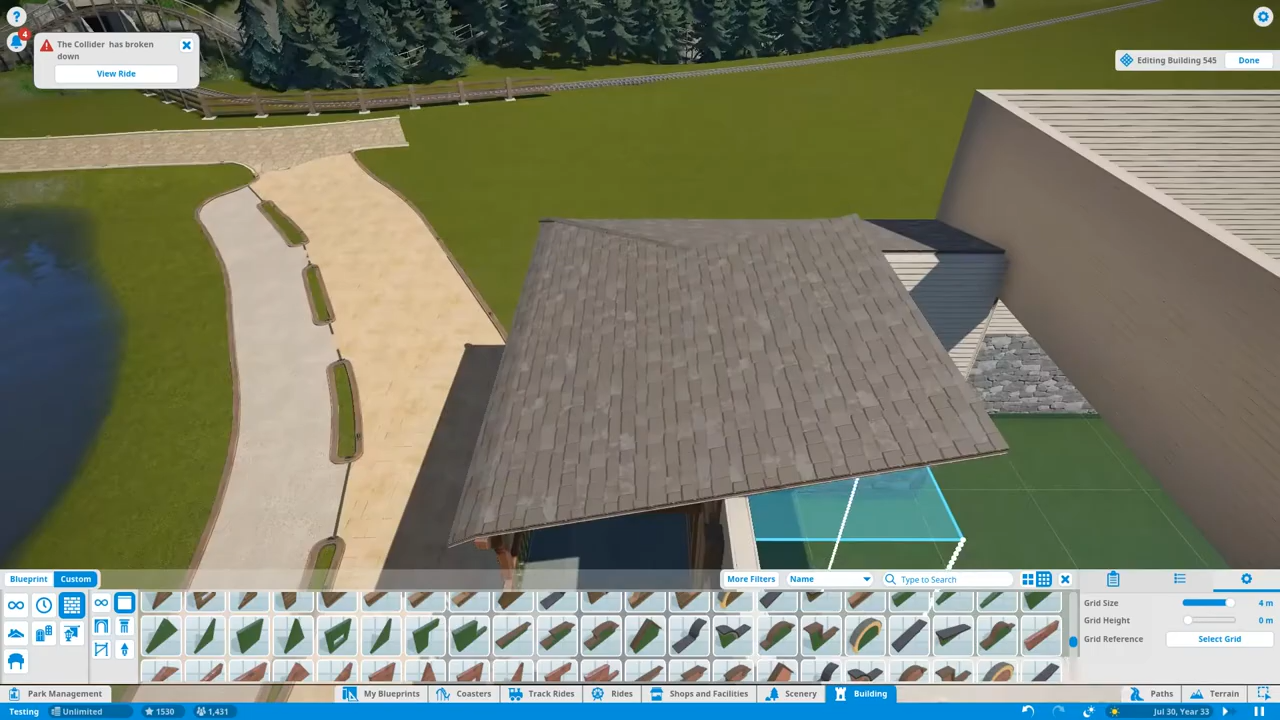 ?
4
The Collider has broken
down
View Ride
Editing Building 545
Done
Blueprint
Custom
More Filters
Name
Type to Search
Grid Size
4 m
Grid Height
0 m
Grid Reference
Select Grid
Park Management
My Blueprints
Coasters
Track Rides
Rides
Shops and Facilities
Scenery
Building
Paths
Terrain
Testing
Unlimited
1530
1,431
Jul 30, Year 33